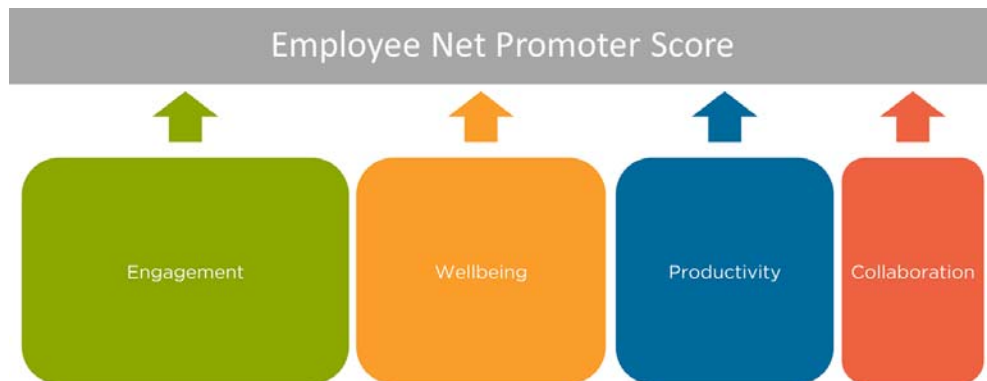 Employee Net Promoter Score
Engagement
Wellbeing
Productivity
Collaboration